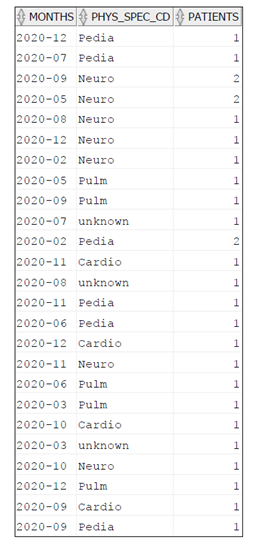 MONTHS PHYS_SPEC_CD PATIENTS
2020-12 Pedia 1
2020-07 Pedia 1
2020-09 Neuro 2
2020-05 Neuro 2
2020-08 Neuro 1
2020-12 Neuro 1
2020-02 Neuro 1
2020-05 Pulm 1
2020-09 Pulm 1
2020-07 unknown 1
2020-02 Pedia 2
2020-11 Cardio 1
2020-08 unknown 1
2020-11 Pedia 1
2020-06 Pedia 1
2020-12 Cardio 1
2020-11 Neuro 1
2020-06 Pulm 1
2020-03 Pulm 1
2020-10 Cardio 1
2020-03 unknown 1
2020-10 Neuro 1
2020-12 Pulm 1
2020-09 Cardio 1
2020-09 Pedia 1